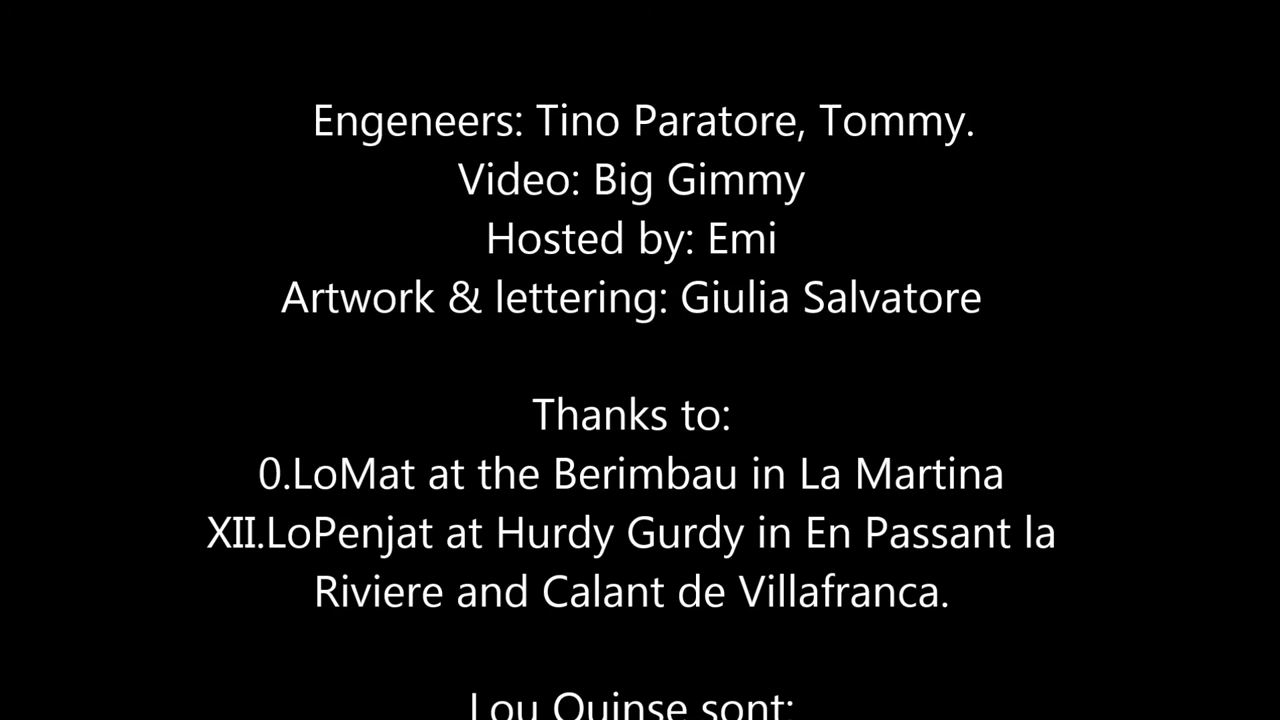 Engeneers: Tino Paratore, Tommy.
Video: Big Gimmy
Hosted by: Emi
Artwork & lettering: Giulia Salvatore
Thanks to:
0.LoMat at the Berimbau in La Martina
XII.LoPenjat at Hurdy Gurdy in En Passant la
Riviere and Calant de Villafranca.
Lou Quinse sont: